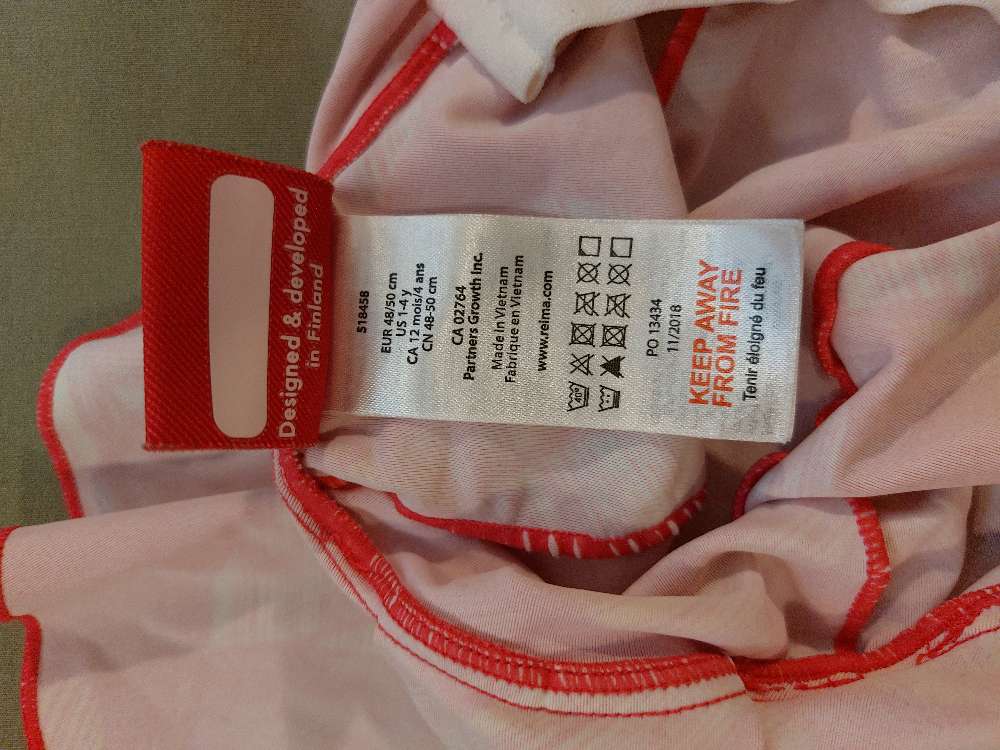 Designed & developed
in Finland
518458
EUR 48/50 cm
US 1-4 y
CA 12 mois/4 ans
CN 48-50 cm
CA 02764
Partners Growth Inc.
Made in Vietnam
Fabriqué en Vietnam
www.reima.com
40°
PO 13434
11/2018
KEEP AWAY
FROM FIRE
Tenir éloigné du feu